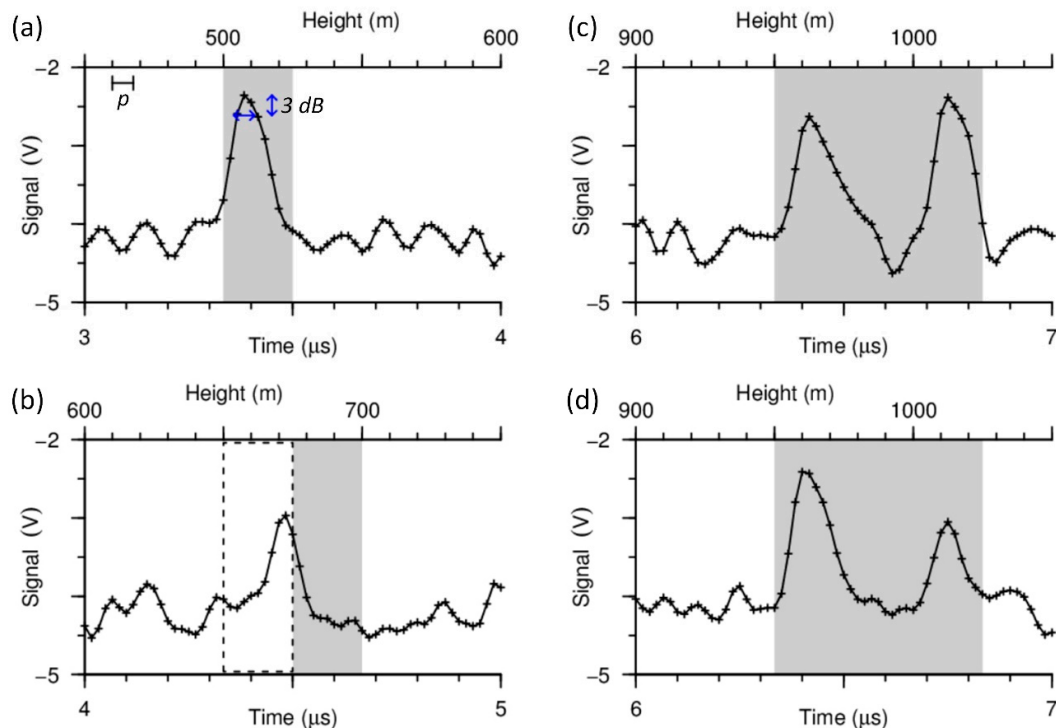 (a)
Height (m)
500 600
−2
p
3 dB
Signal (V)
−5
3 4
Time (μs)
(c)
Height (m)
900 1000
−2
Signal (V)
−5
6 7
Time (μs)
(b)
Height (m)
600 700
−2
Signal (V)
−5
4 5
Time (μs)
(d)
Height (m)
900 1000
−2
Signal (V)
−5
6 7
Time (μs)